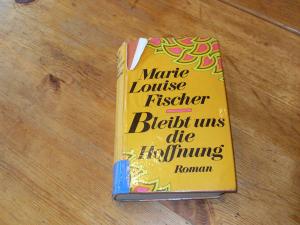 Marie
Louise
Fischer
Bleibt uns
die
Hoffnung
Roman